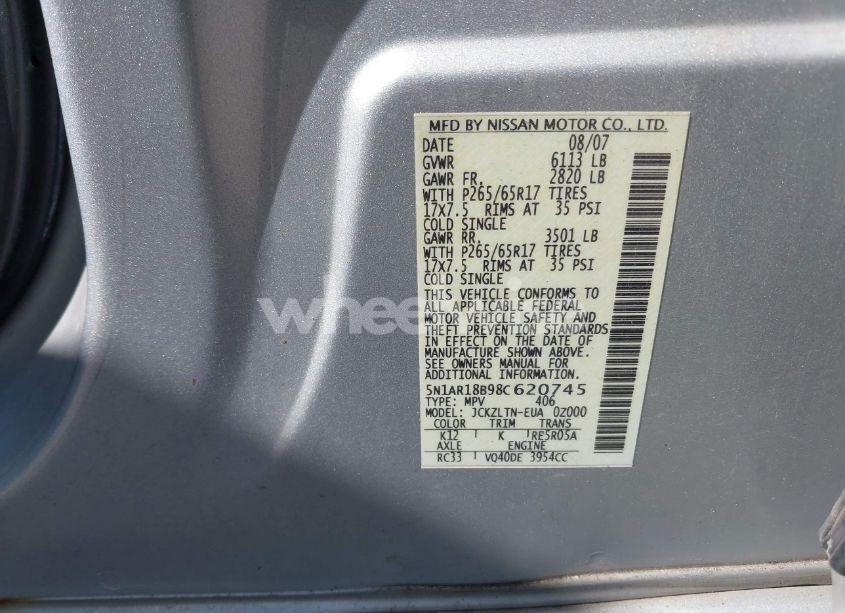 MFD BY NISSAN MOTOR CO., LTD.
DATE 08/07
GVWR 6113 LB
GAWR FR. 2820 LB
WITH P265/65R17 TIRES
17X7.5 RIMS AT 35 PSI
COLD SINGLE
GAWR RR. 3501 LB
WITH P265/65R17 TIRES
17X7.5 RIMS AT 35 PSI
COLD SINGLE
THIS VEHICLE CONFORMS TO
ALL APPLICABLE FEDERAL
MOTOR VEHICLE SAFETY AND
THEFT PREVENTION STANDARDS
IN EFFECT ON THE DATE OF
MANUFACTURE SHOWN ABOVE.
SEE OWNERS MANUAL FOR
ADDITIONAL INFORMATION
5N1AR18B98C620745
TYPE: MPV 406
MODEL: JCKZLTN-EUA 0Z000
COLOR TRIM TRANS
K12 K RE5R05A
AXLE ENGINE
RC33 VQ40DE 3954CC